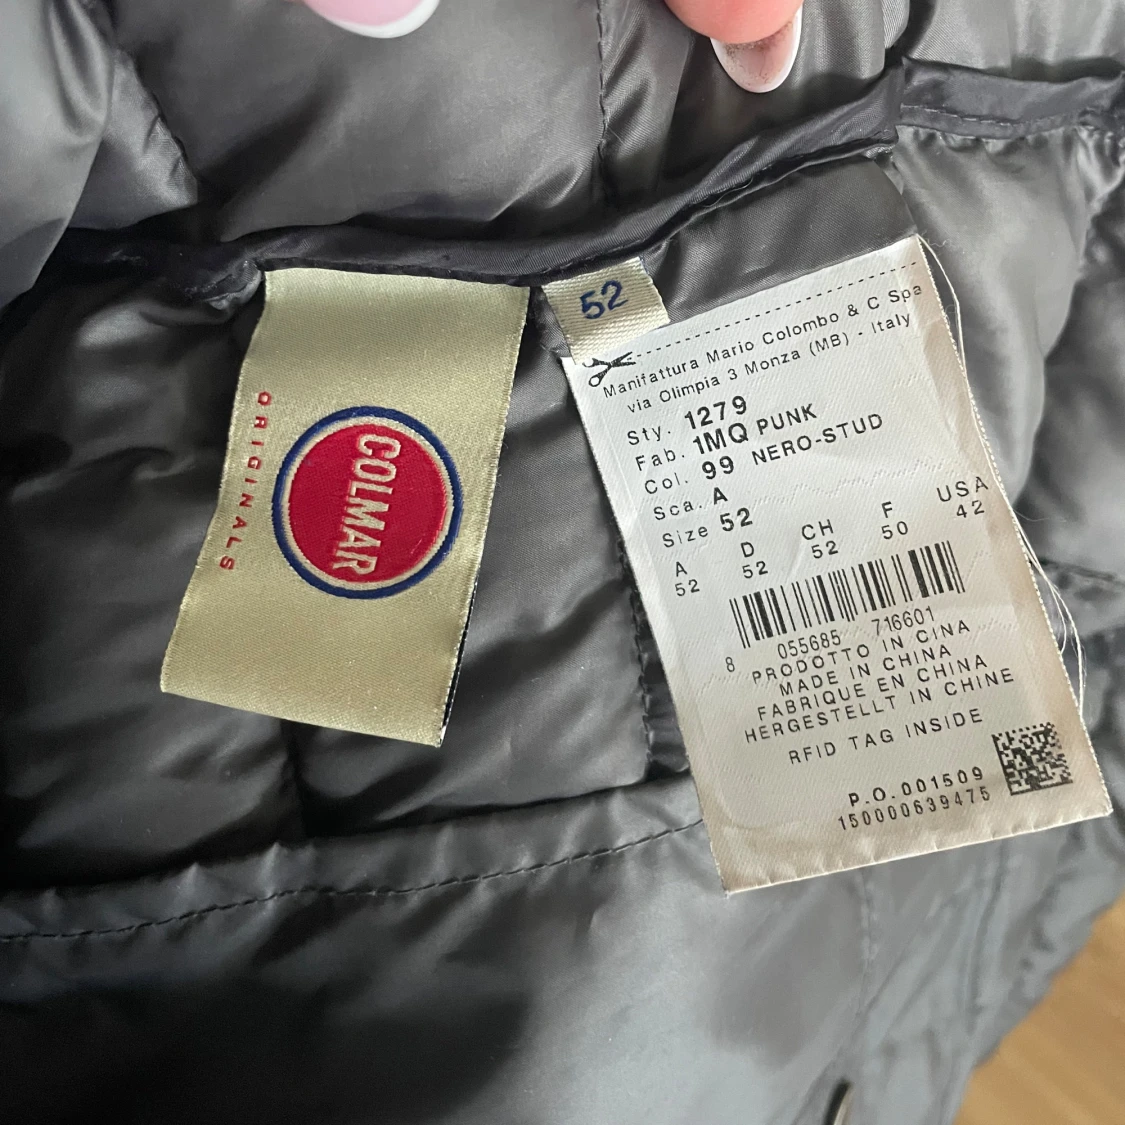 ORIGINALS
COLMAR
52
Manifattura Mario Colombo & C Spa
via Olimpia 3 Monza (MB) - Italy
Sty. 1279
Fab. 1MQ PUNK
Col. 99 NERO-STUD
Sca. A
Size 52
A D CH F USA
52 52 52 50 42
8 055685 716601
PRODOTTO IN CINA
MADE IN CHINA
FABRIQUE EN CHINA
HERGESTELLT IN CHINE
RFID TAG INSIDE
P.O.001509
150000639475